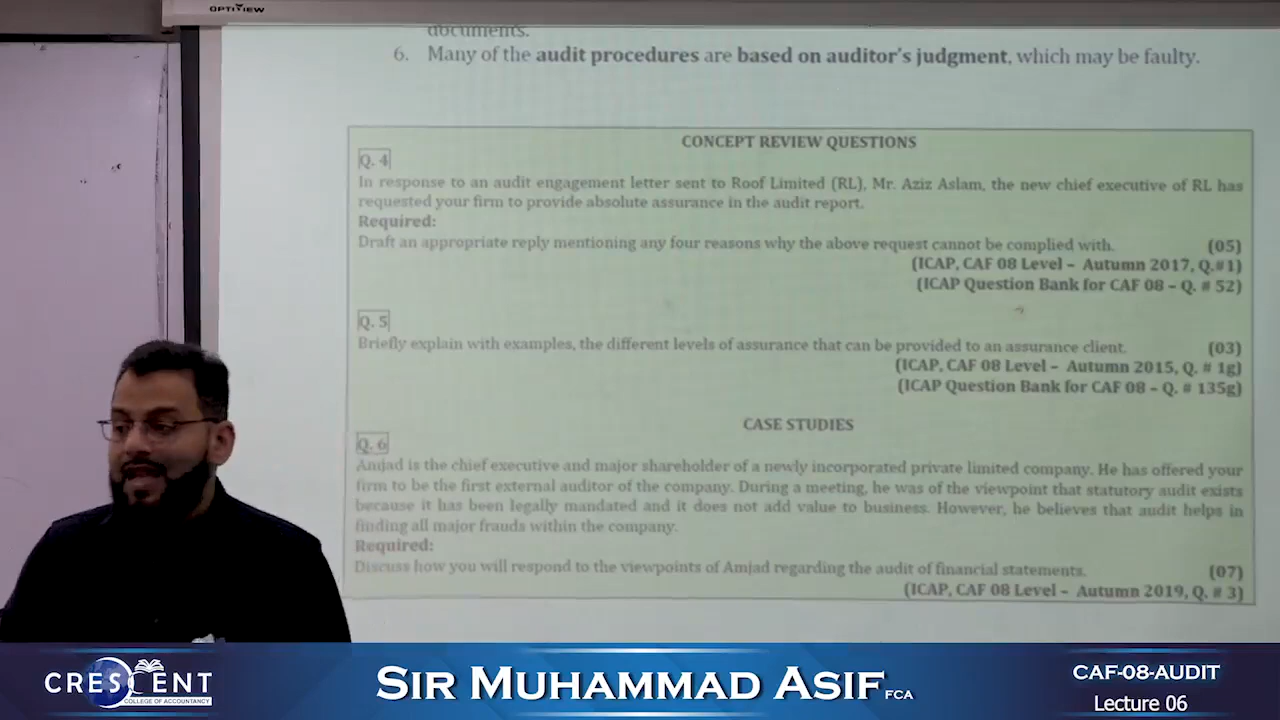 OPTIVIEW
documents.
6. Many of the audit procedures are based on auditor's judgment, which may be faulty.
CONCEPT REVIEW QUESTIONS
Q. 4
In response to an audit engagement letter sent to Roof Limited (RL), Mr. Aziz Aslam, the new chief executive of RL has
requested your firm to provide absolute assurance in the audit report.
Required:
Draft an appropriate reply mentioning any four reasons why the above request cannot be complied with. (05)
(ICAP, CAF 08 Level – Autumn 2017, Q.#1)
(ICAP Question Bank for CAF 08 – Q. # 52)
Q. 5
Briefly explain with examples, the different levels of assurance that can be provided to an assurance client. (03)
(ICAP, CAF 08 Level – Autumn 2015, Q. # 1g)
(ICAP Question Bank for CAF 08 – Q. # 135g)
CASE STUDIES
Q. 6
Amjad is the chief executive and major shareholder of a newly incorporated private limited company. He has offered your
firm to be the first external auditor of the company. During a meeting, he was of the viewpoint that statutory audit exists
because it has been legally mandated and it does not add value to business. However, he believes that audit helps in
finding all major frauds within the company.
Required:
Discuss how you will respond to the viewpoints of Amjad regarding the audit of financial statements. (07)
(ICAP, CAF 08 Level – Autumn 2019, Q. # 3)
CRESCENT
COLLEGE OF ACCOUNTANCY
SIR MUHAMMAD ASIF FCA
CAF-08-AUDIT
Lecture 06